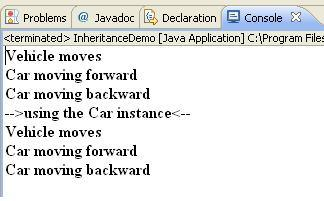 Problems @ Javadoc Declaration Console
<terminated> InheritanceDemo [Java Application] C:\Program Files
Vehicle moves
Car moving forward
Car moving backward
-->using the Car instance<--
Vehicle moves
Car moving forward
Car moving backward